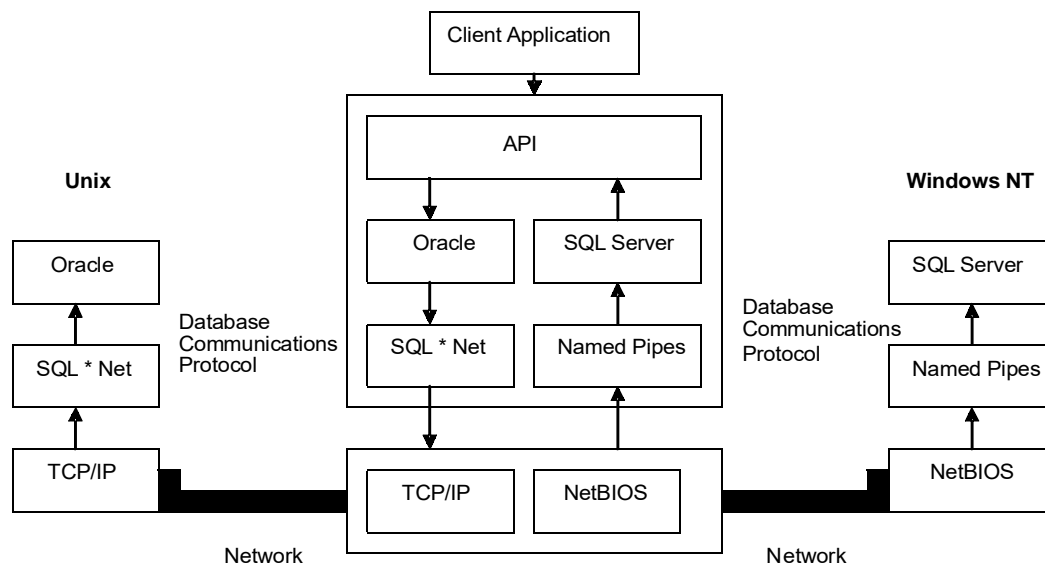 Client Application
API
Unix
Windows NT
Oracle
Oracle
SQL Server
SQL Server
Database
Communications
Protocol
Database
Communications
Protocol
SQL * Net
SQL * Net
Named Pipes
Named Pipes
TCP/IP
TCP/IP
NetBIOS
NetBIOS
Network
Network